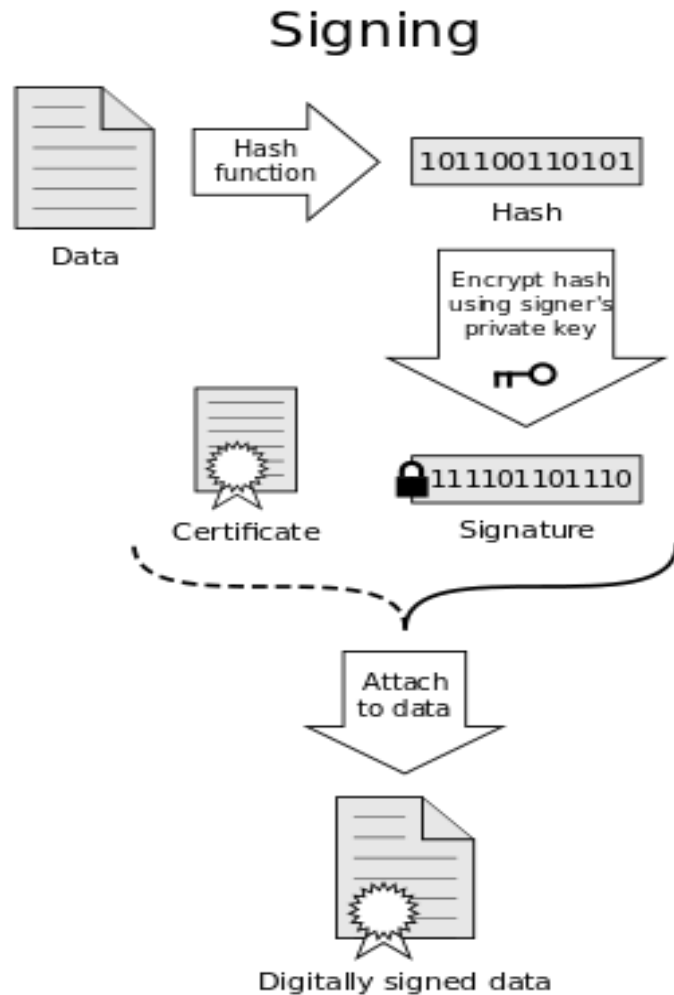 Signing
Hash
function
101100110101
Hash
Data
Encrypt hash
using signer's
private key
111101101110
Certificate
Signature
Attach
to data
Digitally signed data